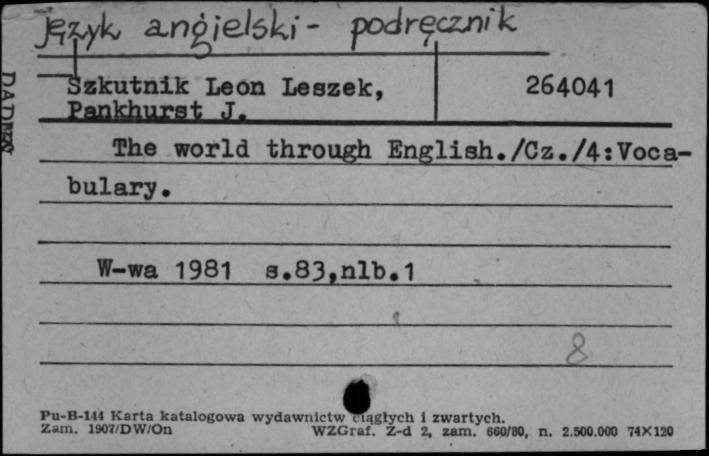 język angielski - podręcznik
Szkutnik Leon Leszek,
Pankhurst J.
264041
The world through English./Cz./4:Voca-
bulary.
W-wa 1981 s.83,nlb.1
8
Pu-B-144 Karta katalogowa wydawnictw ciągłych i zwartych.
Zam. 1907/DW/On WZGraf. Z-d 2, zam. 660/80, n. 2.500.000 74X120